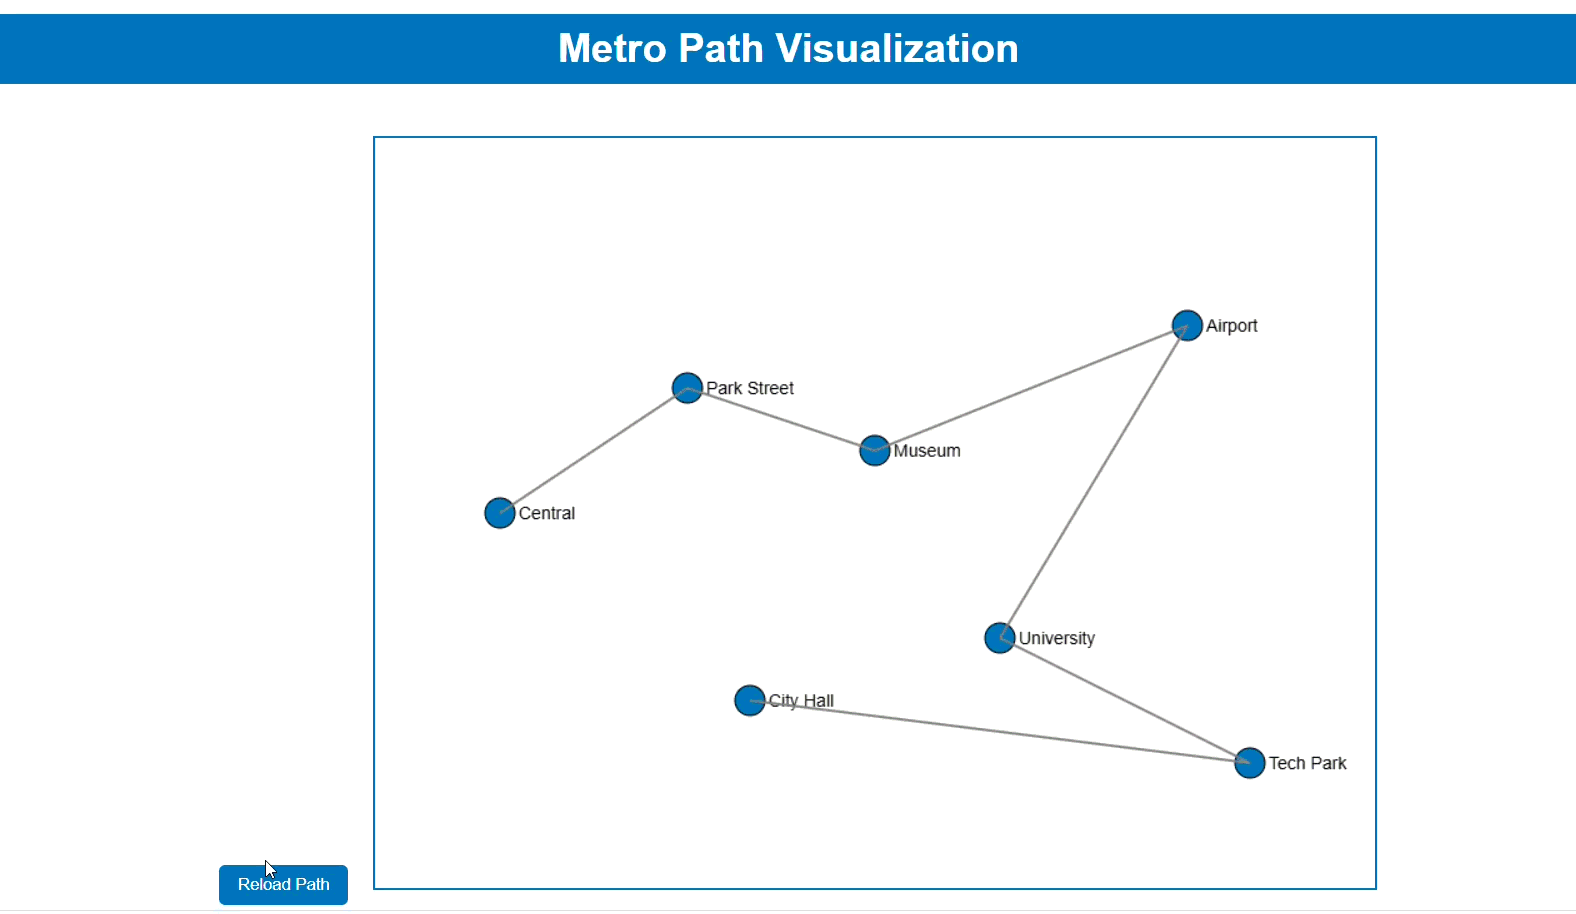 Metro Path Visualization
Airport
Park Street
Museum
Central
University
City Hall
Tech Park
Reload Path